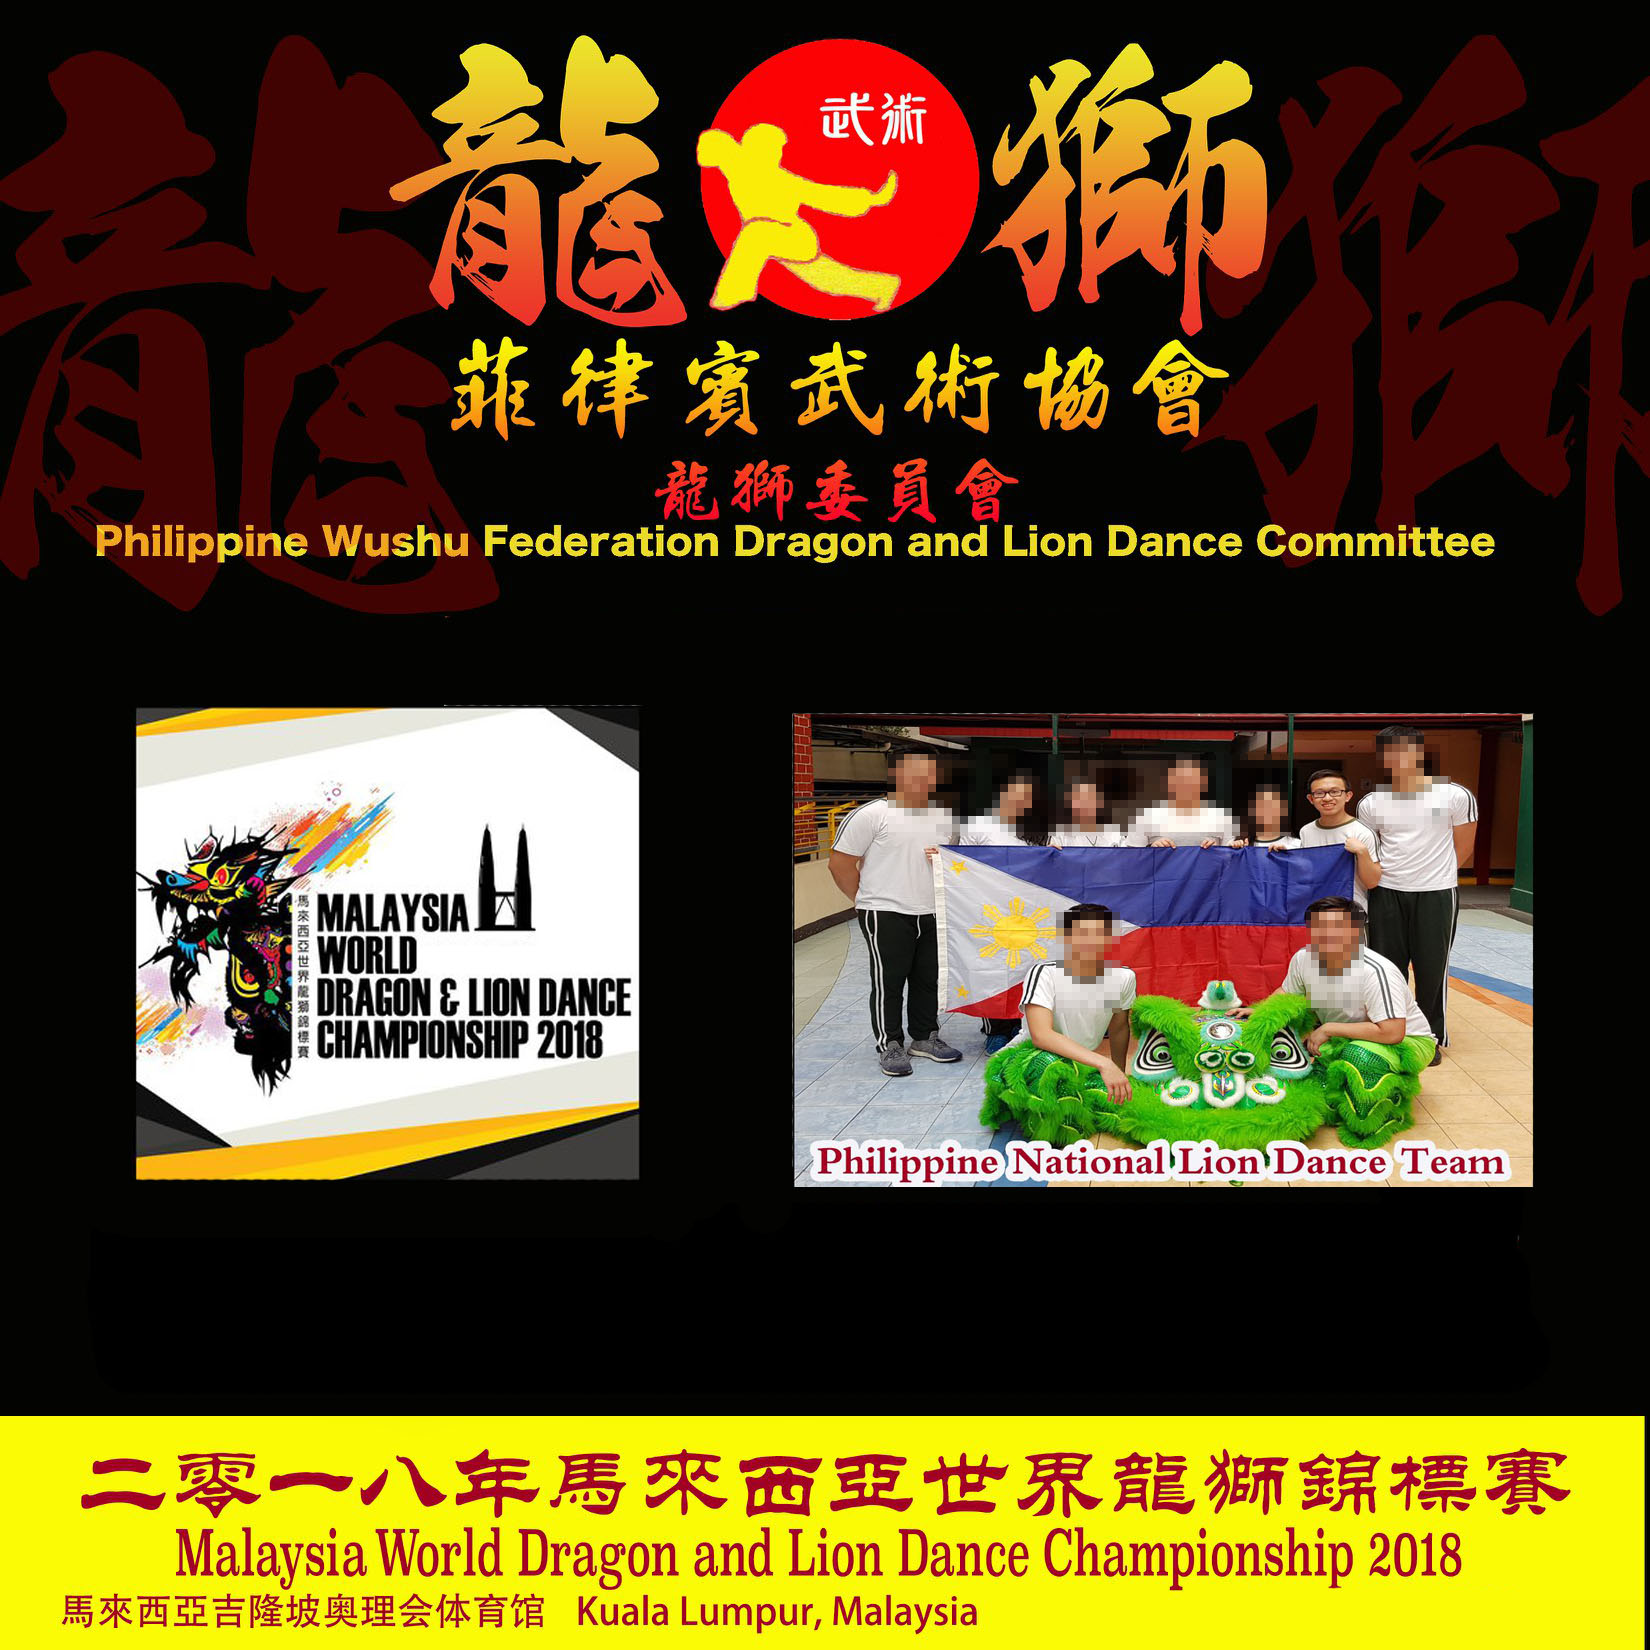 龍 獅
武術
菲律賓武術協會
龍獅委員會
Philippine Wushu Federation Dragon and Lion Dance Committee
馬來西亞世界龍獅錦標賽
MALAYSIA
WORLD
DRAGON & LION DANCE
CHAMPIONSHIP 2018
Philippine National Lion Dance Team
二零一八年馬來西亞世界龍獅錦標賽
Malaysia World Dragon and Lion Dance Championship 2018
馬來西亞吉隆坡奥理会体育馆 Kuala Lumpur, Malaysia